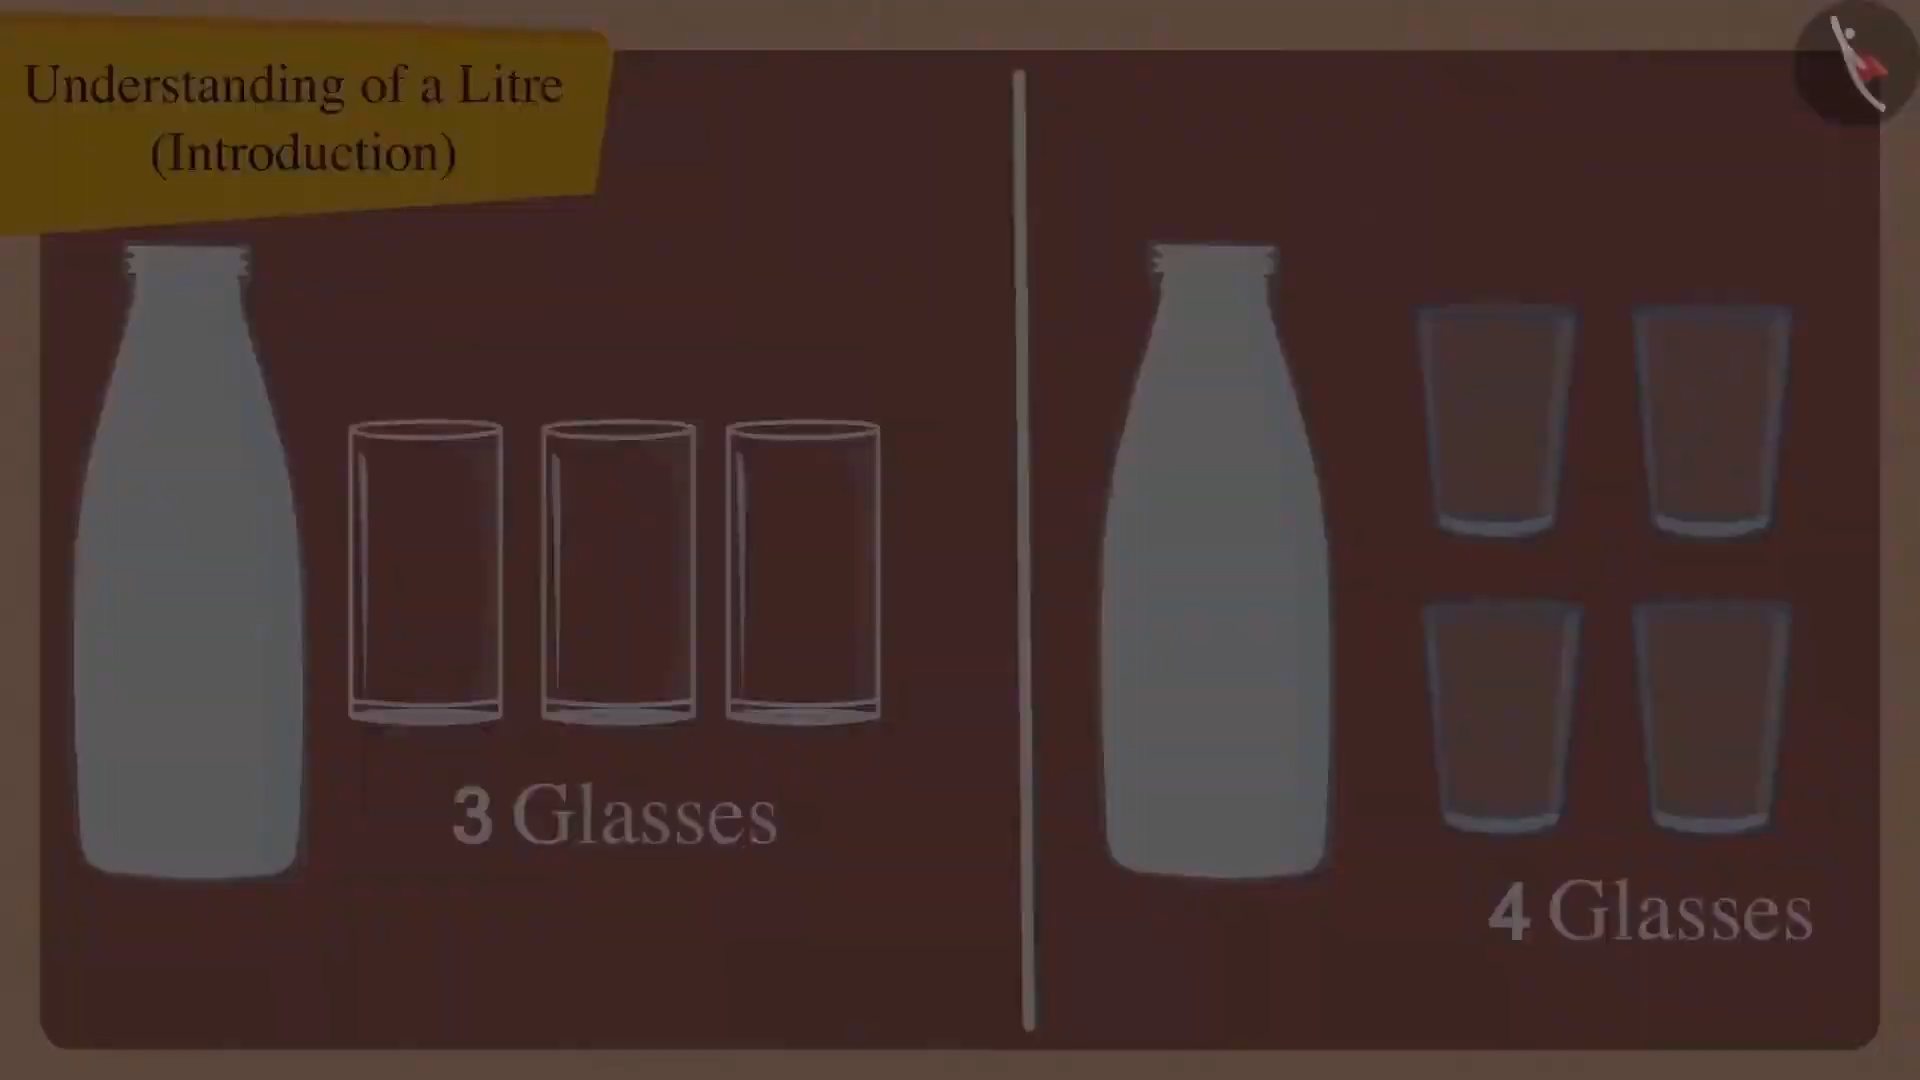 Understanding of a Litre
(Introduction)
3 Glasses
4 Glasses